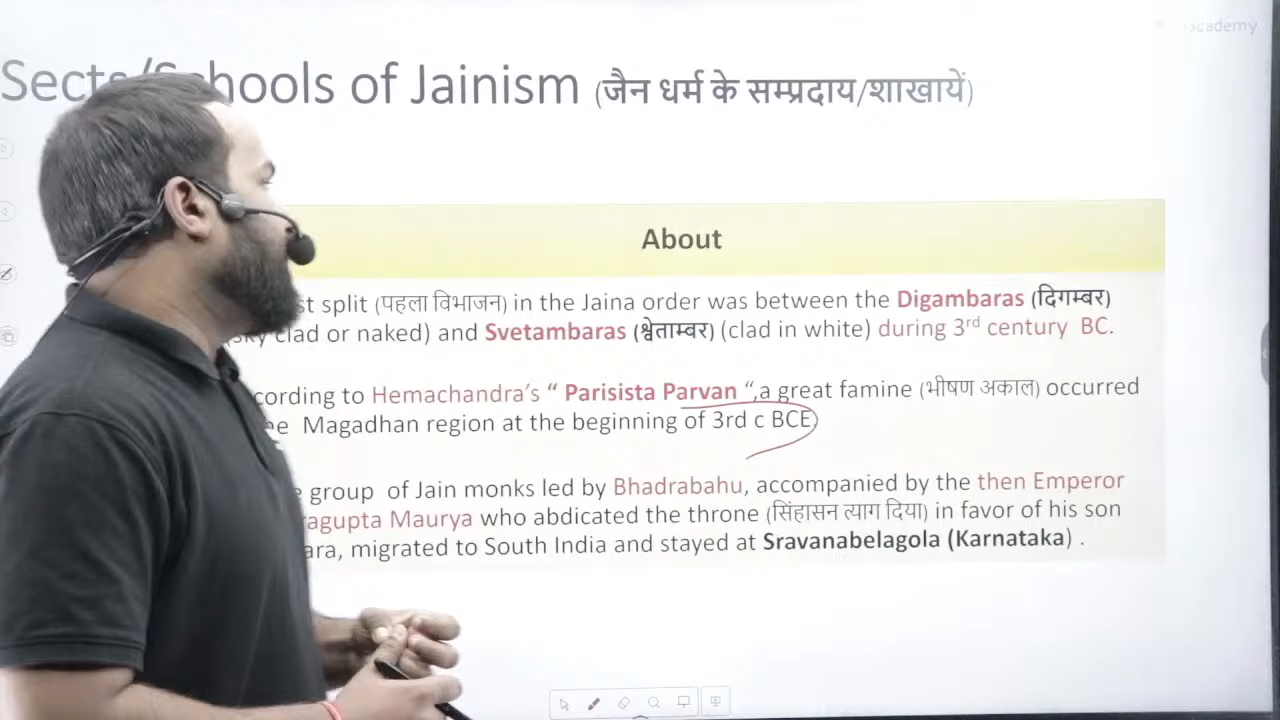 academy
Sects/Schools of Jainism (जैन धर्म के सम्प्रदाय/शाखायें)
About
split (पहला विभाजन) in the Jaina order was between the Digambaras (दिगम्बर)
clad or naked) and Svetambaras (श्वेताम्बर) (clad in white) during 3rd century BC.
to Hemachandra's “ Parisista Parvan “,a great famine (भीषण अकाल) occurred
Magadhan region at the beginning of 3rd c BCE
group of Jain monks led by Bhadrabahu, accompanied by the then Emperor
Maurya who abdicated the throne (सिंहासन त्याग दिया) in favor of his son
migrated to South India and stayed at Sravanabelagola (Karnataka) .